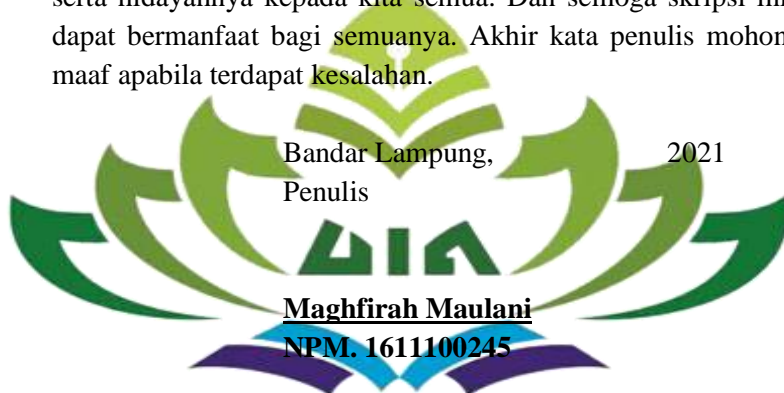 serta hidayahnya kepada kita semua. Dan semoga skripsi
dapat bermanfaat bagi semuanya. Akhir kata penulis mohon
maaf apabila terdapat kesalahan.
Bandar Lampung, 2021
Penulis
UIN
Maghfirah Maulani
NPM. 1611100245